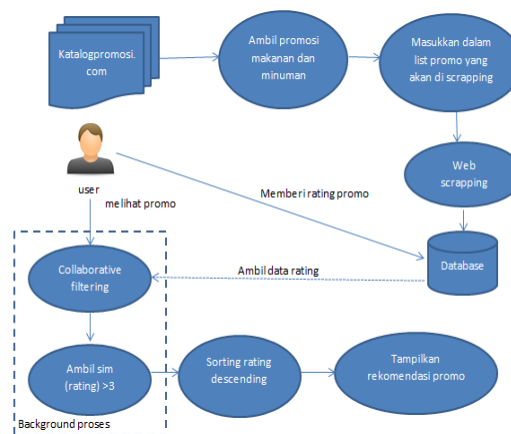 Katalogpromosi.
com
Ambil promosi
makanan dan
minuman
Masukkan dalam
list promo yang
akan di scrapping
Web
scrapping
user
melihat promo
Memberi rating promo
Database
Ambil data rating
Collaborative
filtering
Ambil sim
(rating) >3
Sorting rating
descending
Tampilkan
rekomendasi promo
Background proses